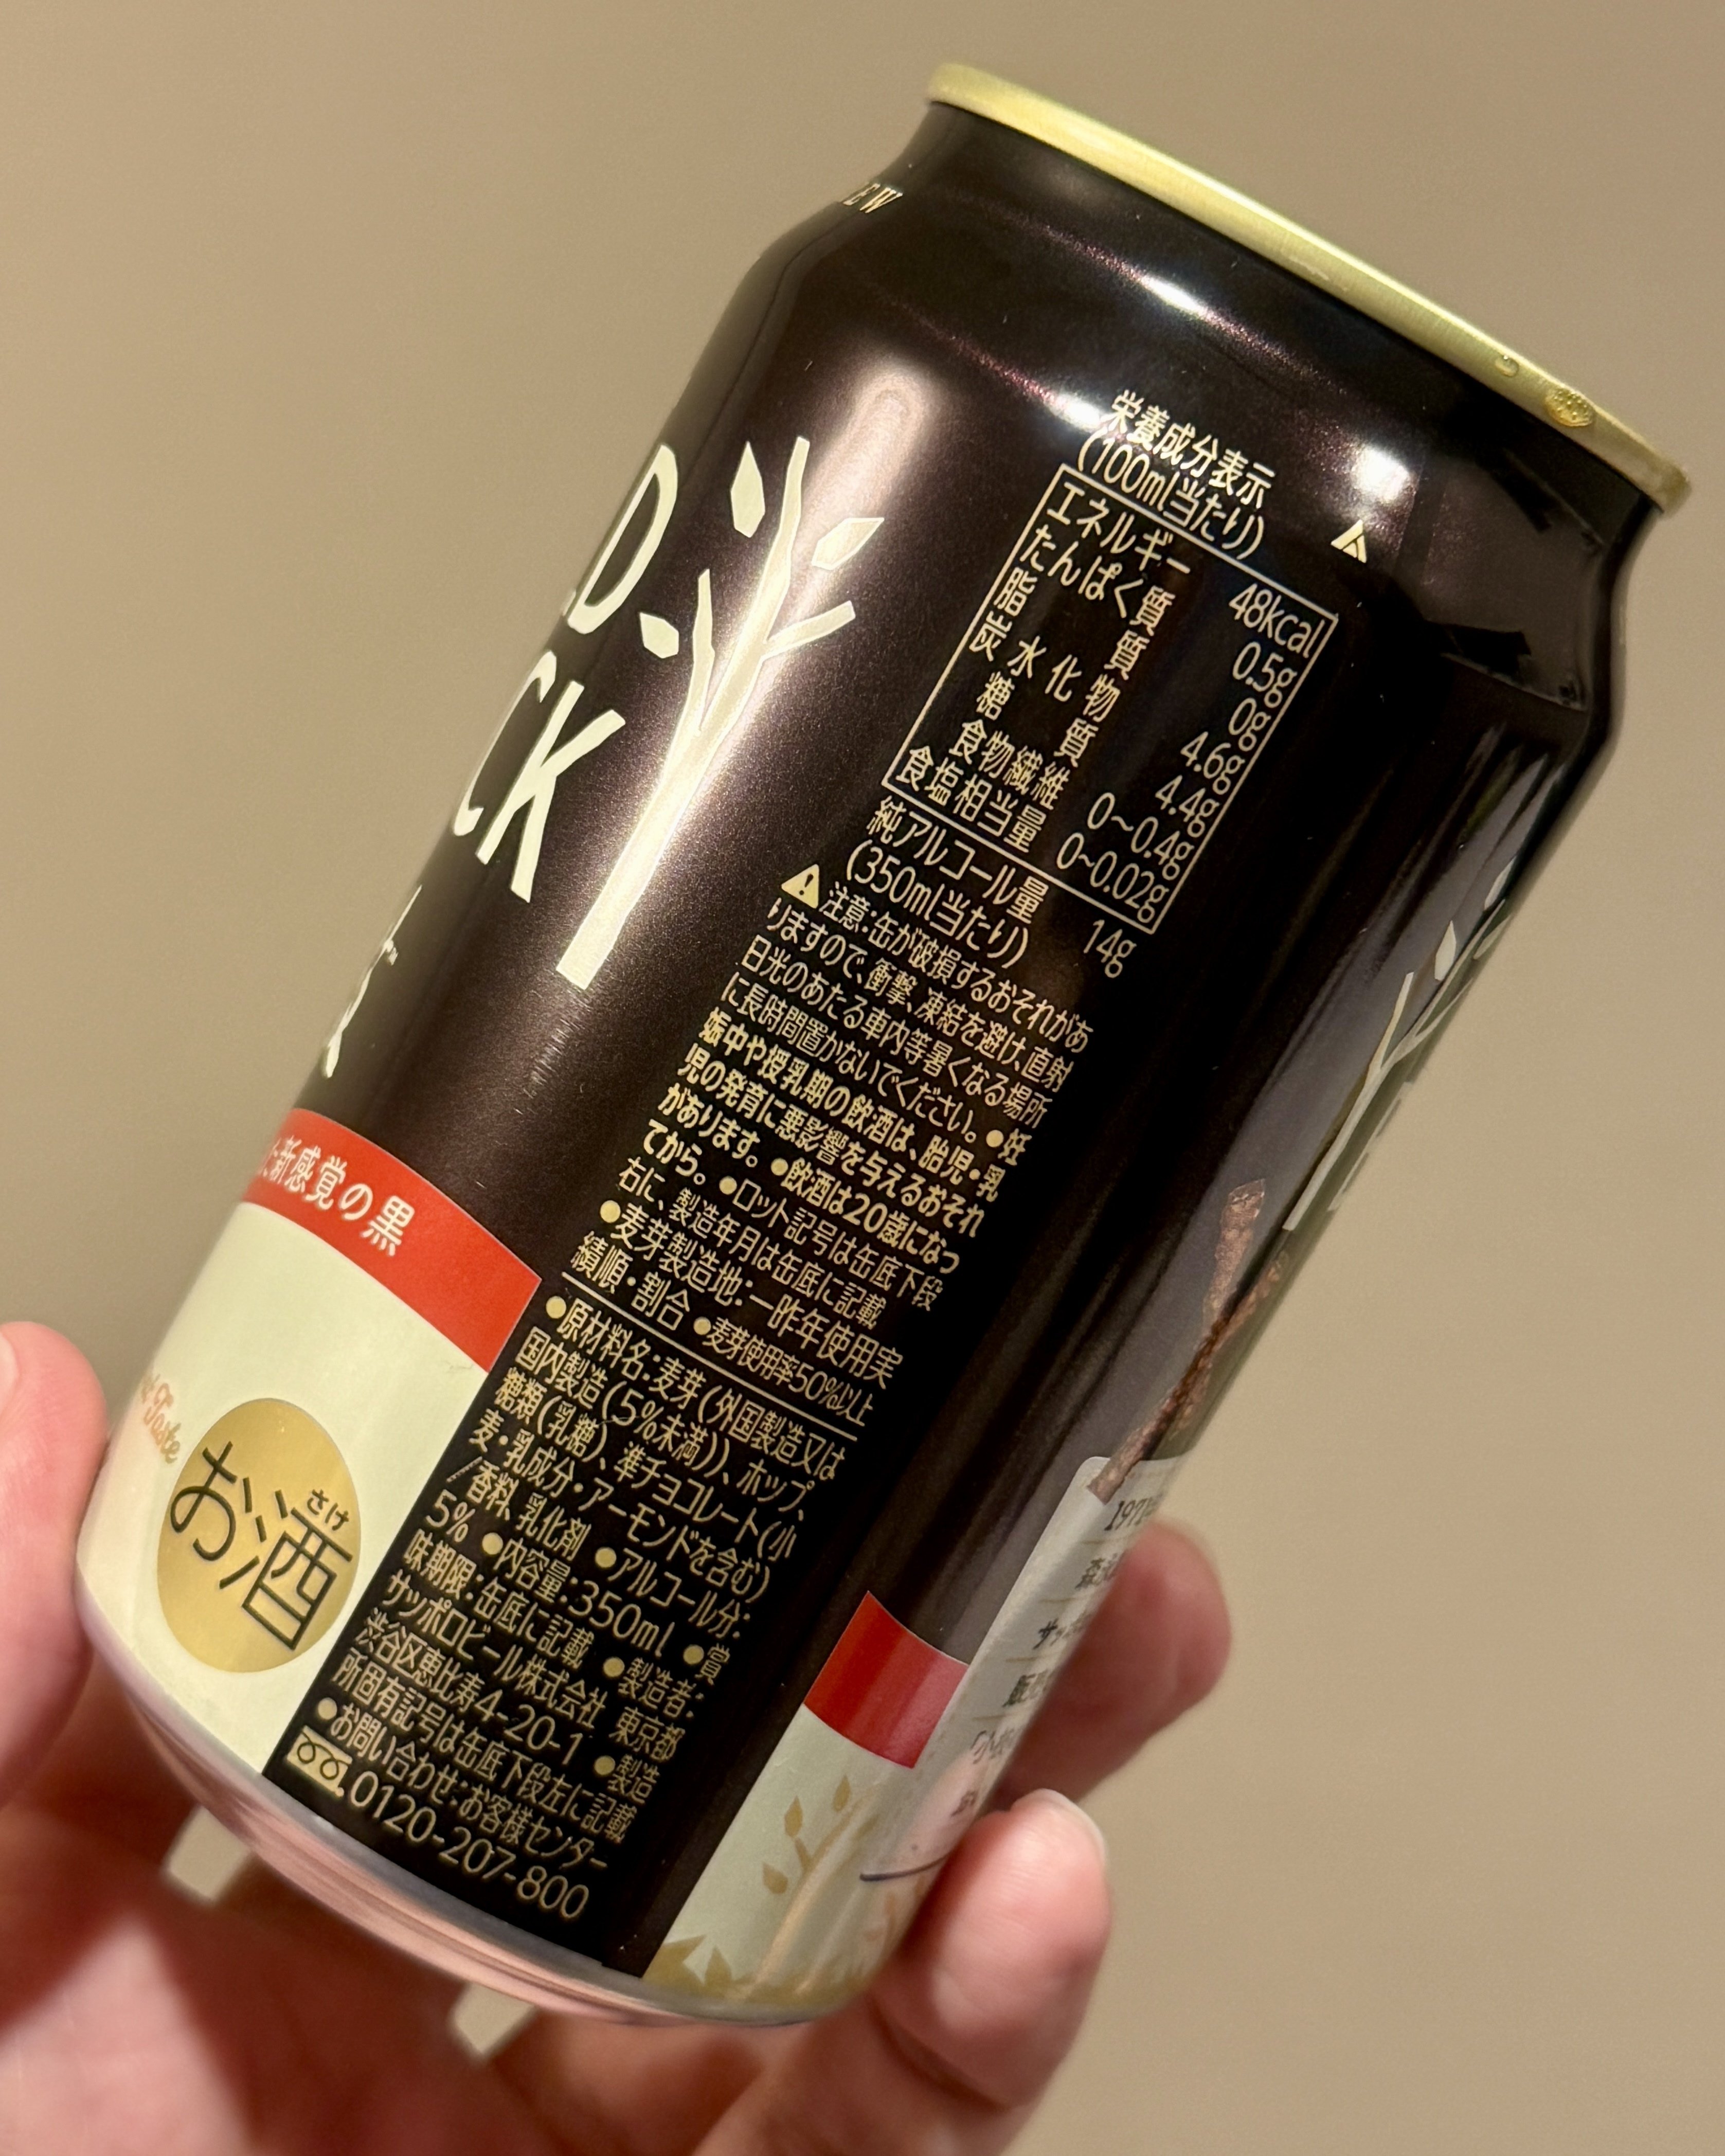 EW
LD
CK
新感覚の黒
Taste
お酒
さけ
栄養成分表示
(100ml当たり)
エネルギー 48kcal
たんぱく質 0.5g
脂質 0g
炭水化物 4.6g
糖質 4.4g
食物繊維 0~0.4g
食塩相当量 0~0.02g
純アルコール量
(350ml当たり) 14g
注意:缶が破損するおそれがあ
りますので、衝撃、凍結を避け、直射
日光のあたる車内等暑くなる場所
に長時間置かないでください。●妊
娠中や授乳期の飲酒は、胎児・乳
児の発育に悪影響を与えるおそれ
があります。●飲酒は20歳になっ
てから。●ロット記号は缶底下段
右に、製造年月は缶底に記載
●麦芽製造地:一昨年使用実
績順・割合 ●麦芽使用率50%以上
●原材料名:麦芽(外国製造又は
国内製造(5%未満))、ホップ、
糖類(乳糖)、準チョコレート(小
麦・乳成分・アーモンドを含む)
/香料、乳化剤 ●アルコール分:
5% ●内容量:350ml ●賞
味期限:缶底に記載 ●製造者:
サッポロビール株式会社 東京都
渋谷区恵比寿4-20-1 ●製造
所固有記号は缶底下段左に記載
●お問い合わせ:お客様センター
0120-207-800
1971